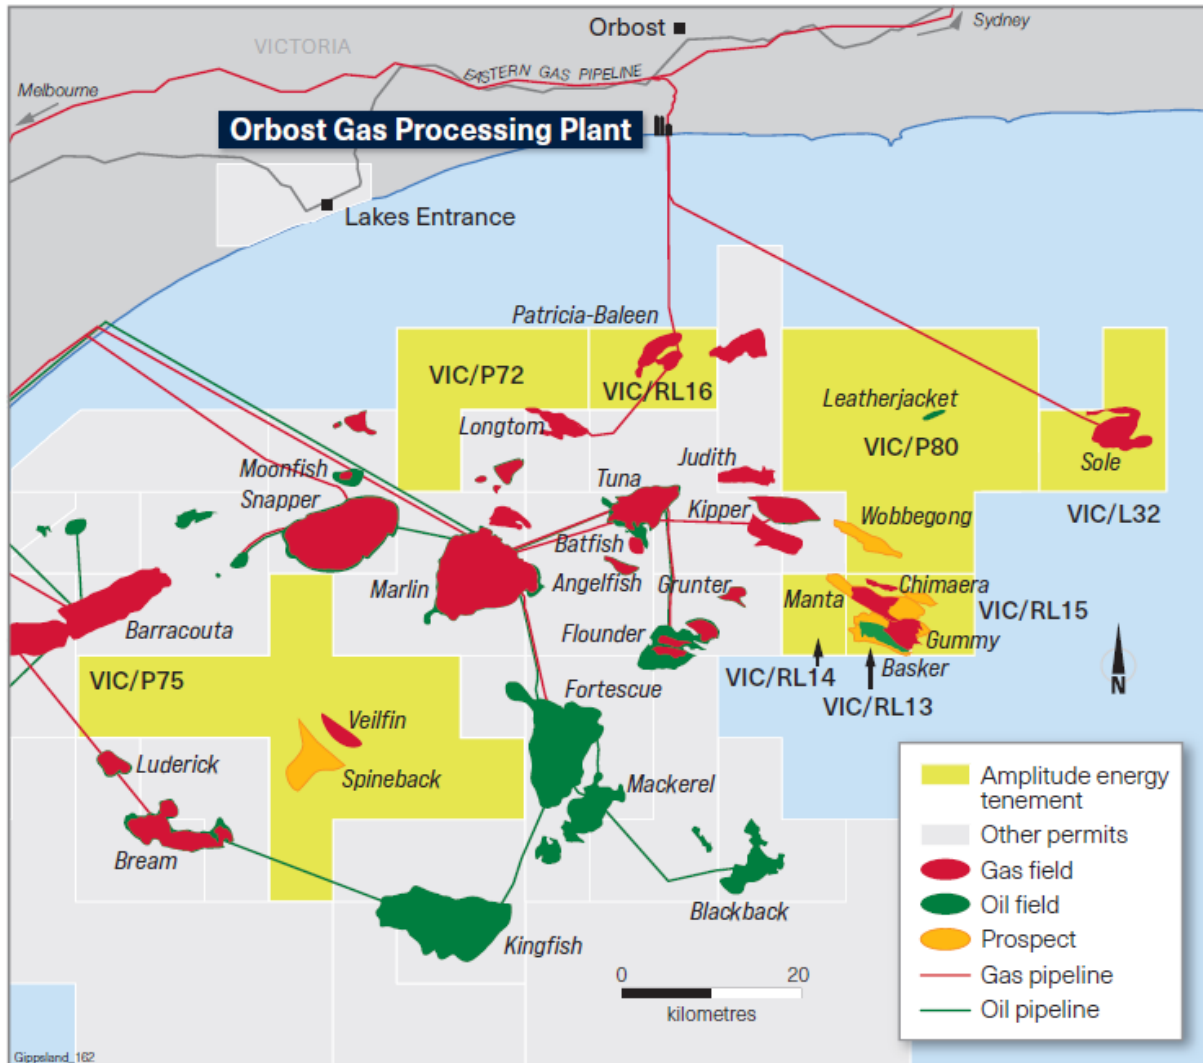 Orbost
Sydney
VICTORIA
EASTERN GAS PIPELINE
Melbourne
Orbost Gas Processing Plant
Lakes Entrance
Patricia-Baleen
VIC/P72
VIC/RL16
Leatherjacket
Longtom
VIC/P80
Sole
Moonfish
Judith
Snapper
Tuna
Kipper
Wobbegong
VIC/L32
Batfish
Marlin
Angelfish
Grunter
Manta
Chimaera
VIC/RL15
Barracouta
Flounder
Gummy
Basker
VIC/P75
VIC/RL14
VIC/RL13
N
Fortescue
Veilfin
Luderick
Spineback
Mackerel
Bream
Blackback
Kingfish
0 20
kilometres
Amplitude energy
tenement
Other permits
Gas field
Oil field
Prospect
Gas pipeline
Oil pipeline
Gippsland_162